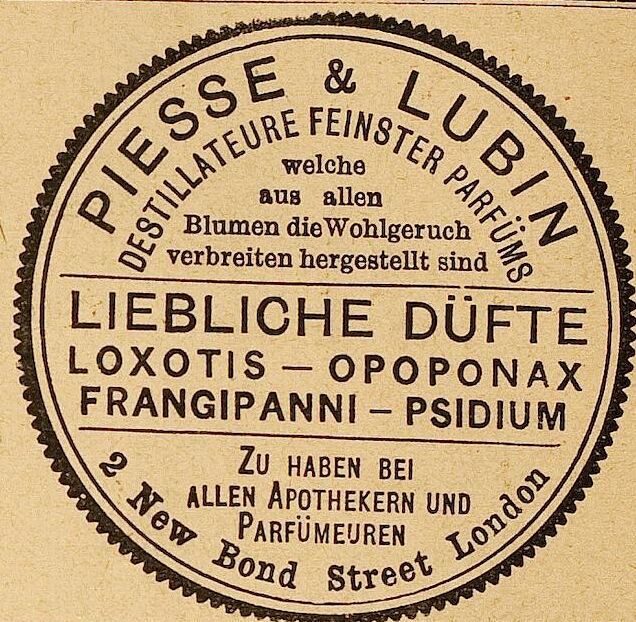 PIESSE & LUBIN
DESTILLATEURE FEINSTER PARFÜMS
welche
aus allen
Blumen die Wohlgeruch
verbreiten hergestellt sind
LIEBLICHE DÜFTE
LOXOTIS — OPOPONAX
FRANGIPANNI — PSIDIUM
ZU HABEN BEI
ALLEN APOTHEKERN UND
PARFÜMEUREN
2 New Bond Street London